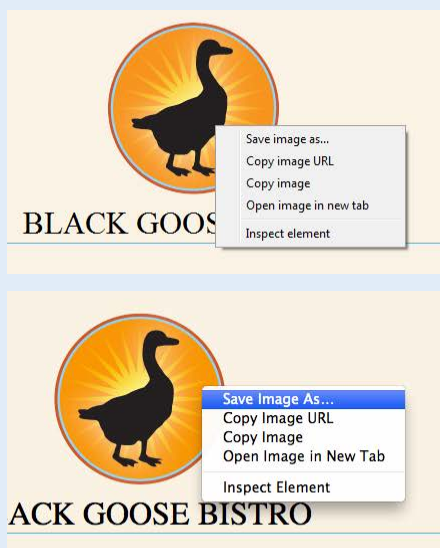 Save image as...
Copy image URL
Copy image
Open image in new tab
Inspect element
BLACK GOOS
Save Image As...
Copy Image URL
Copy Image
Open Image in New Tab
Inspect Element
ACK GOOSE BISTRO